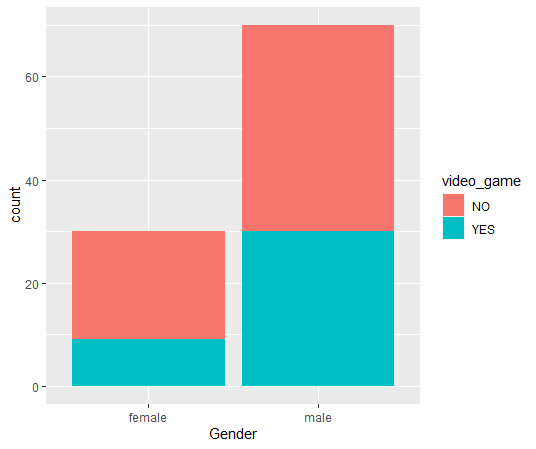 count
60
40
20
0
female
male
Gender
video_game
NO
YES